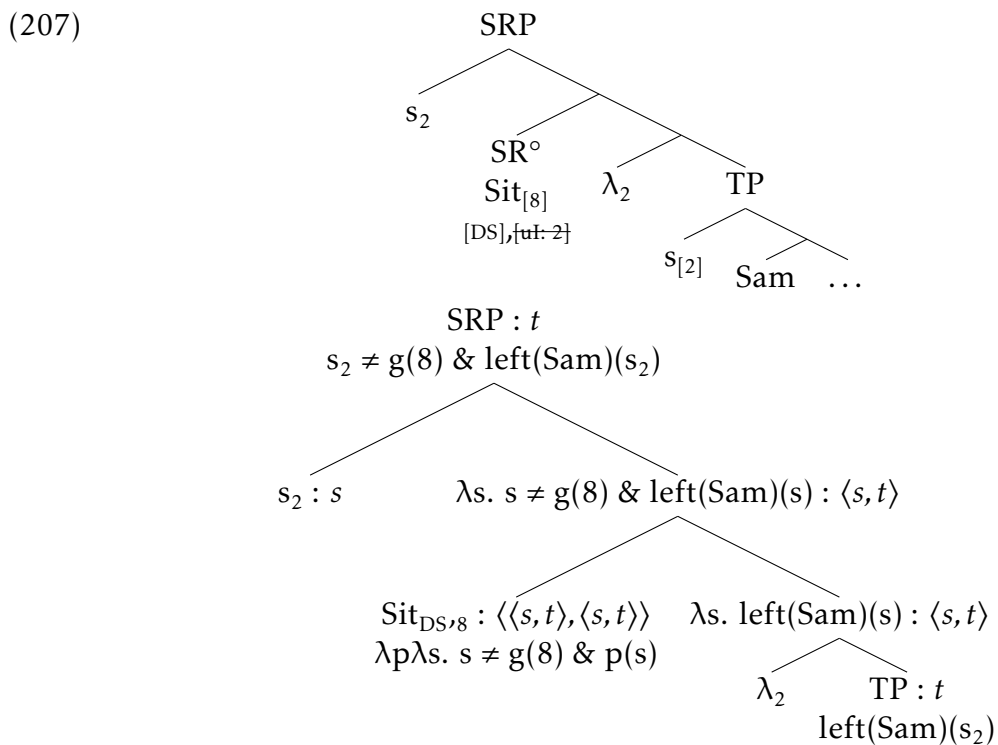 (207) SRP
s₂
SR°
Sit[8] λ₂ TP
[DS],[uI: 2]
s[2] Sam …
SRP : t
s₂ ≠ g(8) & left(Sam)(s₂)
s₂ : s λs. s ≠ g(8) & left(Sam)(s) : ⟨s, t⟩
Sit_DS,8 : ⟨⟨s, t⟩,⟨s, t⟩⟩ λs. left(Sam)(s) : ⟨s, t⟩
λpλs. s ≠ g(8) & p(s)
λ₂ TP : t
left(Sam)(s₂)